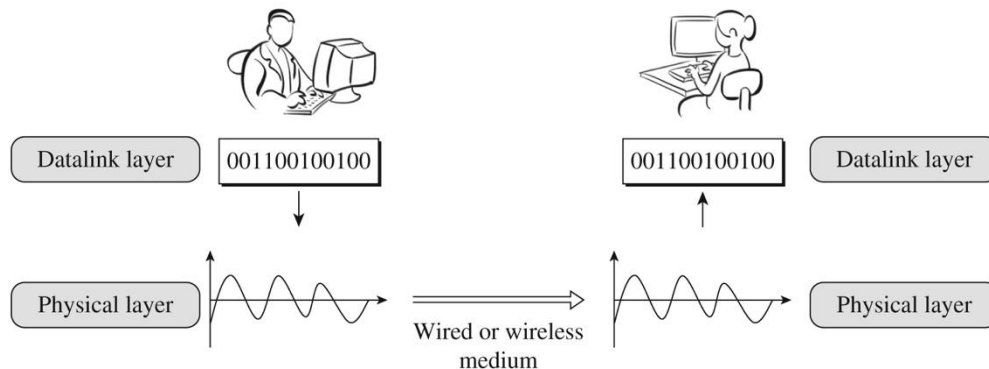 Datalink layer
001100100100
001100100100
Datalink layer
Physical layer
Wired or wireless
medium
Physical layer